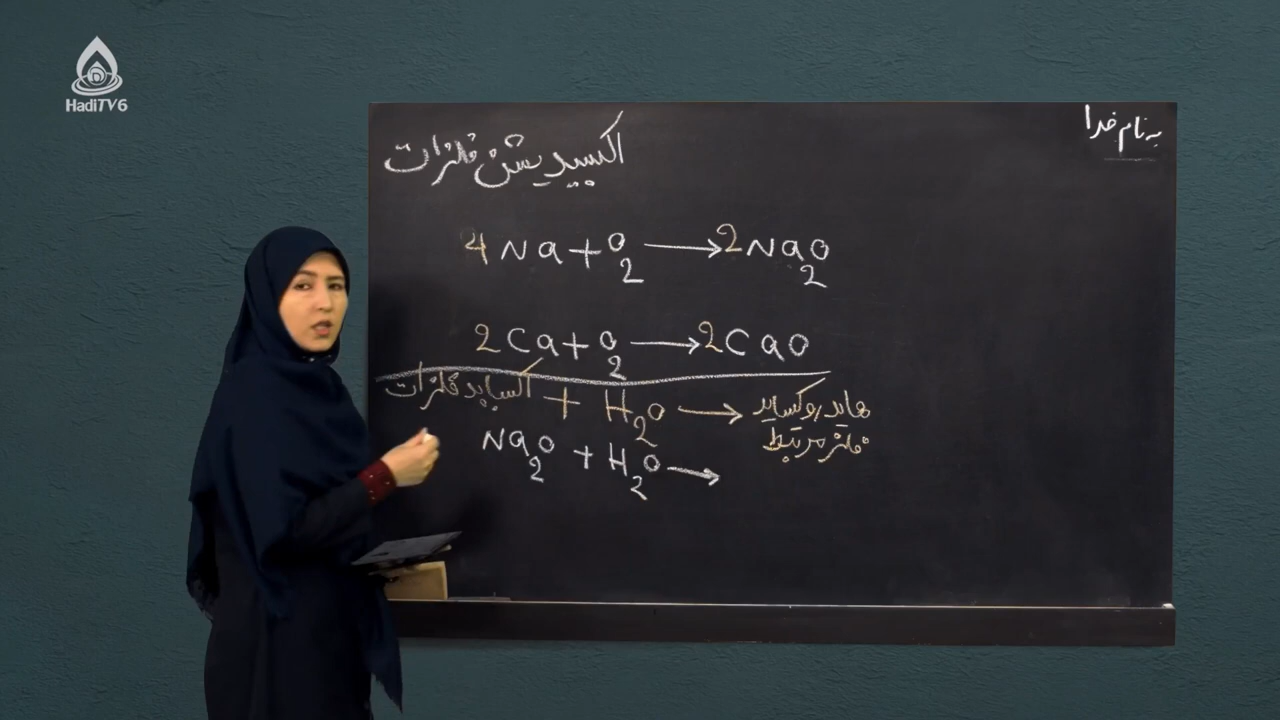 HadiTV6
به نام خدا
اکسیدیشن فلزات
4Na + O2 → 2Na2O
2Ca + O2 → 2CaO
اکساید فلزات + H2O → هایدروکساید فلز مرتبط
Na2O + H2O →